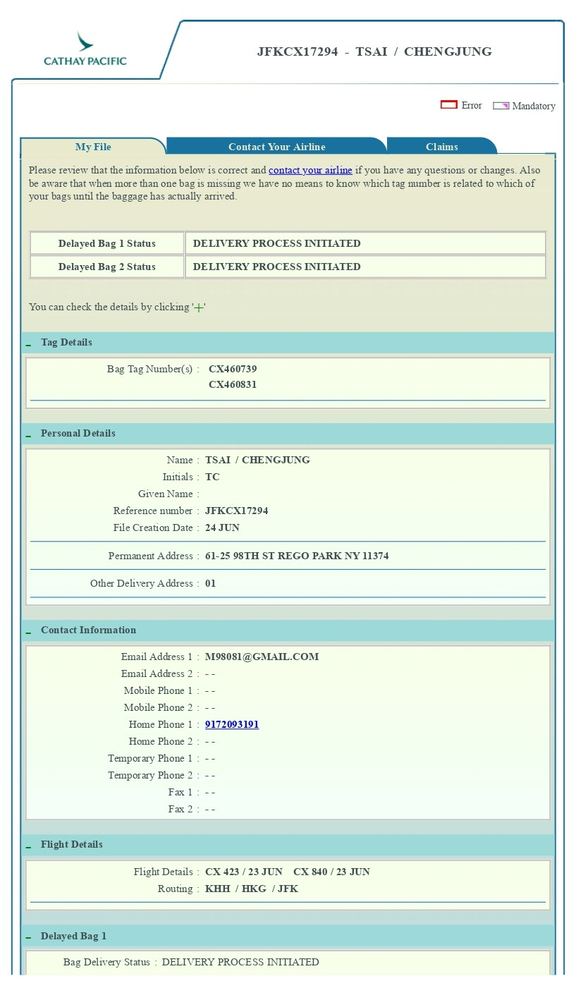 CATHAY PACIFIC
JFKCX17294 - TSAI / CHENGJUNG
Error Mandatory
My File Contact Your Airline Claims
Please review that the information below is correct and contact your airline if you have any questions or changes. Also
be aware that when more than one bag is missing we have no means to know which tag number is related to which of
your bags until the baggage has actually arrived.
Delayed Bag 1 Status DELIVERY PROCESS INITIATED
Delayed Bag 2 Status DELIVERY PROCESS INITIATED
You can check the details by clicking '+'
- Tag Details
Bag Tag Number(s) : CX460739
CX460831
- Personal Details
Name : TSAI / CHENGJUNG
Initials : TC
Given Name :
Reference number : JFKCX17294
File Creation Date : 24 JUN
Permanent Address : 61-25 98TH ST REGO PARK NY 11374
Other Delivery Address : 01
- Contact Information
Email Address 1 : M98081@GMAIL.COM
Email Address 2 : - -
Mobile Phone 1 : - -
Mobile Phone 2 : - -
Home Phone 1 : 9172093191
Home Phone 2 : - -
Temporary Phone 1 : - -
Temporary Phone 2 : - -
Fax 1 : - -
Fax 2 : - -
- Flight Details
Flight Details : CX 423 / 23 JUN CX 840 / 23 JUN
Routing : KHH / HKG / JFK
- Delayed Bag 1
Bag Delivery Status : DELIVERY PROCESS INITIATED